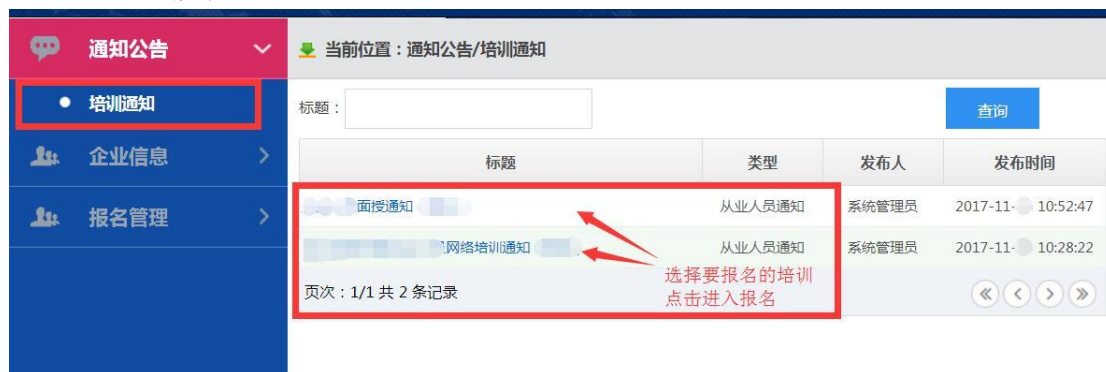 通知公告
当前位置：通知公告/培训通知
培训通知
标题：
查询
企业信息
标题 类型 发布人 发布时间
报名管理
面授通知 从业人员通知 系统管理员 2017-11- 10:52:47
网络培训通知 从业人员通知 系统管理员 2017-11- 10:28:22
选择要报名的培训
点击进入报名
页次：1/1 共 2 条记录